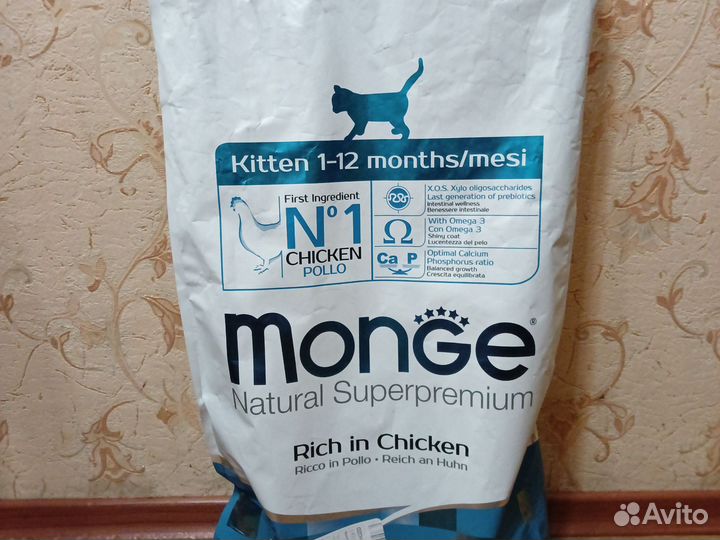 Kitten 1-12 months/mesi
First Ingredient
Nº1
CHICKEN
POLLO
X.O.S. Xylo oligosaccharides
Last generation of prebiotics
Intestinal wellness
Benessere intestinale
Ω
With Omega 3
Con Omega 3
Shiny coat
Lucentezza del pelo
Ca P
Optimal Calcium
Phosphorus ratio
Balanced growth
Crescita equilibrata
monGe®
Natural Superpremium
Rich in Chicken
Ricco in Pollo • Reich an Huhn
Avito